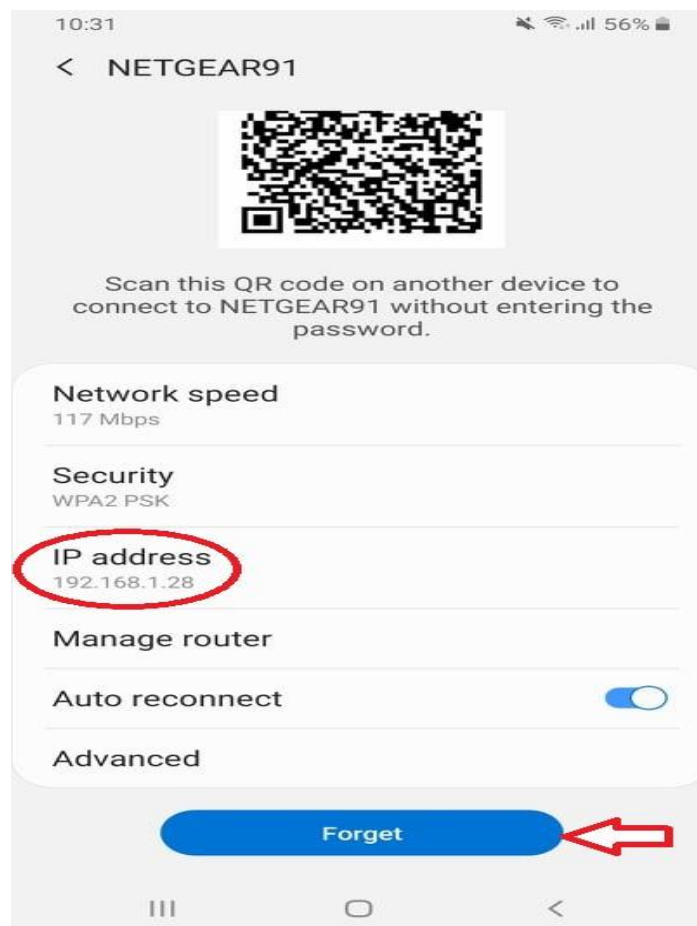 10:31 56%
< NETGEAR91
Scan this QR code on another device to
connect to NETGEAR91 without entering the
password.
Network speed
117 Mbps
Security
WPA2 PSK
IP address
192.168.1.28
Manage router
Auto reconnect
Advanced
Forget